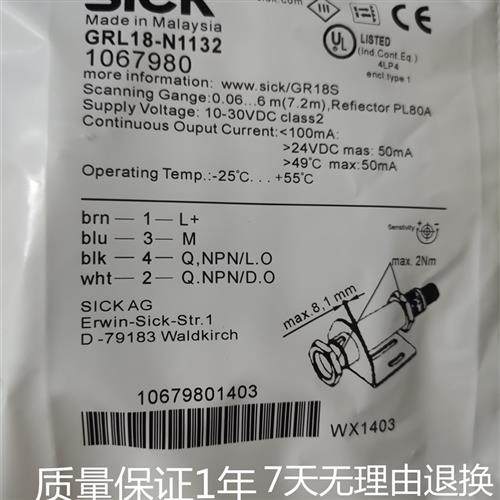 SICK
Made in Malaysia
GRL18-N1132
1067980
UL LISTED
(Ind.Cont.Eq.)
4LP4
encl.type 1
more information: www.sick/GR18S
Scanning Gange:0.06...6 m(7.2m),Refiector PL80A
Supply Voltage: 10-30VDC class2
Continuous Ouput Current:<100mA:
>24VDC mas: 50mA
>49℃ max:50mA
Operating Temp.:-25℃...+55℃
brn — 1 — L+
blu — 3 — M
blk — 4 — Q,NPN/L.O
wht — 2 — Q,NPN/D.O
Sensitivity
max. 2Nm
max.8,1 mm
SICK AG
Erwin-Sick-Str.1
D -79183 Waldkirch
10679801403
WX1403
质量保证1年 7天无理由退换